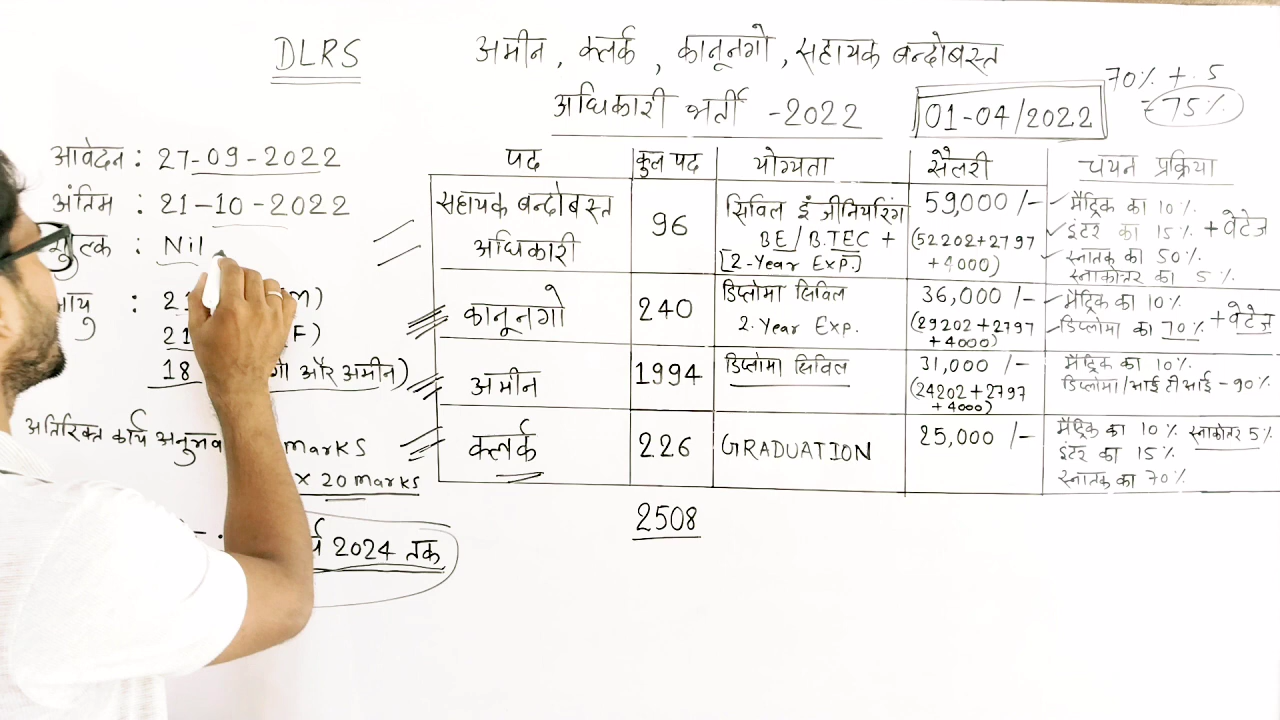 DLRS
अमीन, क्लर्क, कानूनगो, सहायक बन्दोबस्त
अधिकारी भर्ती -2022
01-04/2022
70% + .5
- 75%
आवेदन : 27-09-2022
अंतिम : 21-10-2022
शुल्क : Nil
21 M)
21 F)
18 और अमीन)
अतिरिक्त कार्य अनुभव marks
x 20 marks
2024 तक
पद कुल पद योग्यता सैलरी चयन प्रक्रिया
सहायक बन्दोबस्त अधिकारी
96
सिविल इंजीनियरिंग
BE/B.TEC +
[2-Year Exp.]
59,000/-
(52202+2797
+4000)
मैट्रिक का 10%
इंटर का 15% + वेटेज
स्नातक का 50%
स्नाकोत्तर का 5%
कानूनगो
240
डिप्लोमा सिविल
2.Year Exp.
36,000/-
(29202+2797
+4000)
मैट्रिक का 10%
डिप्लोमा का 70% + वेटेज
अमीन
1994
डिप्लोमा सिविल
31,000/-
(24202+2797
+4000)
मैट्रिक का 10%
डिप्लोमा/आई टी आई - 90%
क्लर्क
226
GRADUATION
25,000/-
मैट्रिक का 10% स्नाकोत्तर 5%
इंटर का 15%
स्नातक का 70%
2508